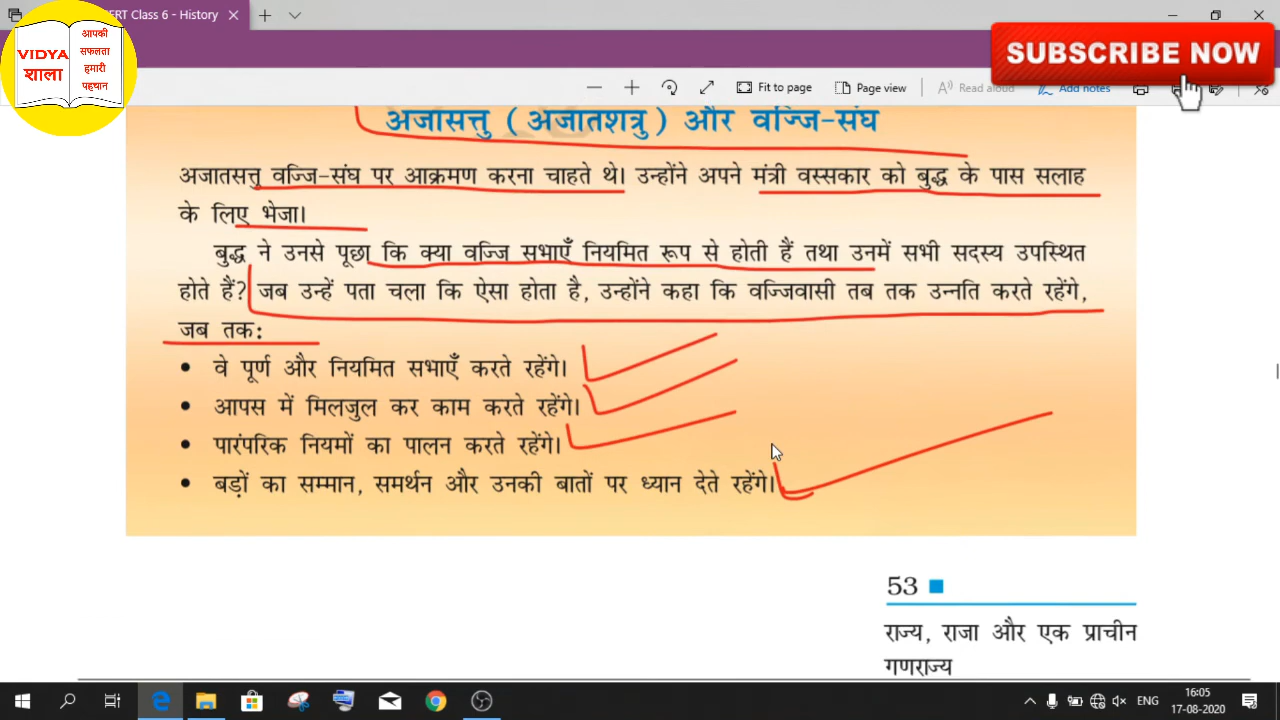 ERT Class 6 - History
VIDYA
शाला
आपकी
सफलता
हमारी
पहचान
SUBSCRIBE NOW
Fit to page
Page view
Read aloud
Add notes
अजासत्तु (अजातशत्रु) और वज्जि-संघ
अजातसत्तु वज्जि-संघ पर आक्रमण करना चाहते थे। उन्होंने अपने मंत्री वस्सकार को बुद्ध के पास सलाह
के लिए भेजा।
बुद्ध ने उनसे पूछा कि क्या वज्जि सभाएँ नियमित रूप से होती हैं तथा उनमें सभी सदस्य उपस्थित
होते हैं? जब उन्हें पता चला कि ऐसा होता है, उन्होंने कहा कि वज्जिवासी तब तक उन्नति करते रहेंगे,
जब तक:
• वे पूर्ण और नियमित सभाएँ करते रहेंगे।
• आपस में मिलजुल कर काम करते रहेंगे।
• पारंपरिक नियमों का पालन करते रहेंगे।
• बड़ों का सम्मान, समर्थन और उनकी बातों पर ध्यान देते रहेंगे।
53
राज्य, राजा और एक प्राचीन
गणराज्य
ENG
16:05
17-08-2020